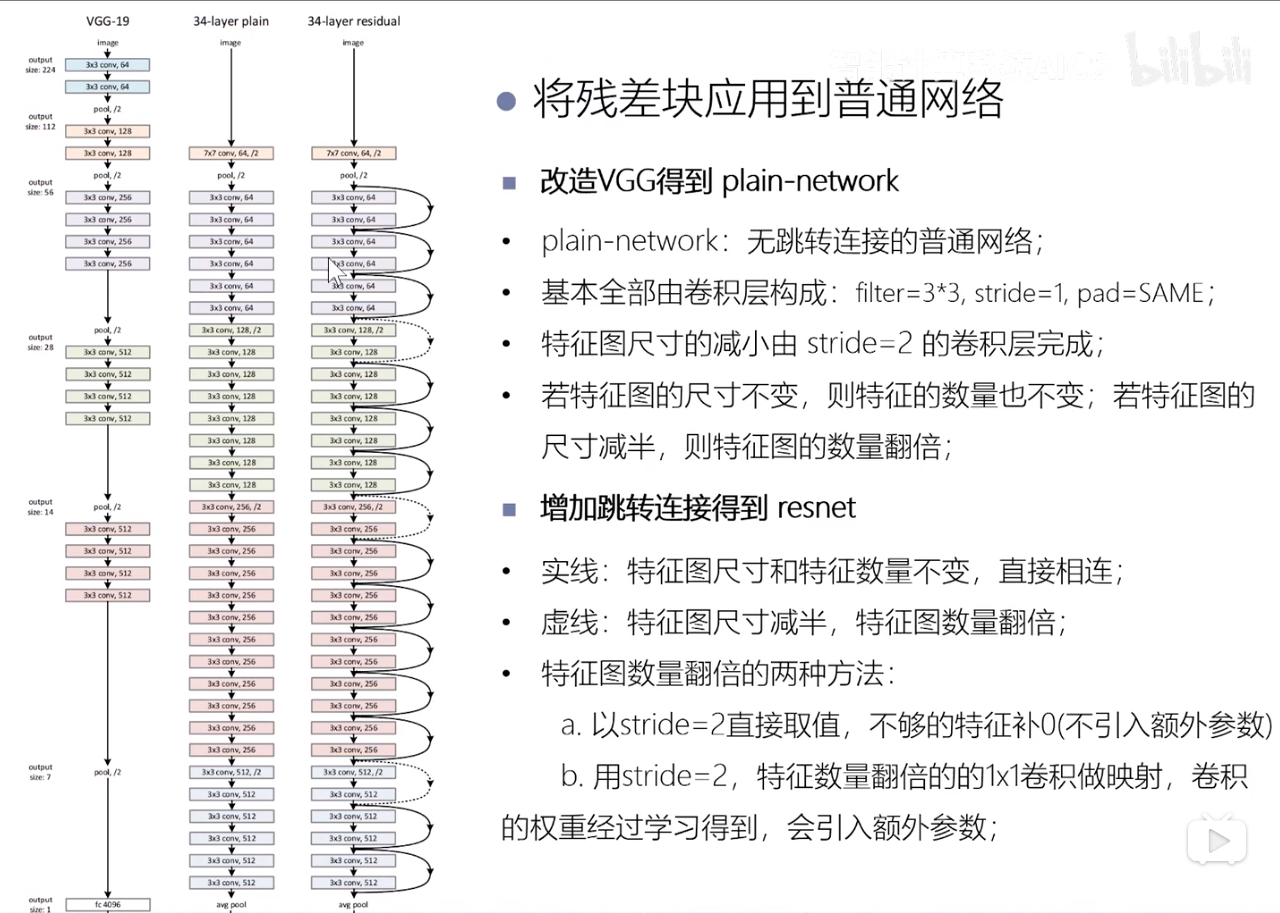 VGG-19
image
output
size: 224
3x3 conv, 64
3x3 conv, 64
pool, /2
output
size: 112
3x3 conv, 128
3x3 conv, 128
pool, /2
output
size: 56
3x3 conv, 256
3x3 conv, 256
3x3 conv, 256
3x3 conv, 256
pool, /2
output
size: 28
3x3 conv, 512
3x3 conv, 512
3x3 conv, 512
3x3 conv, 512
pool, /2
output
size: 14
3x3 conv, 512
3x3 conv, 512
3x3 conv, 512
3x3 conv, 512
pool, /2
output
size: 7
output
size: 1
fc 4096
34-layer plain
image
7x7 conv, 64, /2
pool, /2
3x3 conv, 64
3x3 conv, 64
3x3 conv, 64
3x3 conv, 64
3x3 conv, 64
3x3 conv, 64
3x3 conv, 128, /2
3x3 conv, 128
3x3 conv, 128
3x3 conv, 128
3x3 conv, 128
3x3 conv, 128
3x3 conv, 128
3x3 conv, 128
3x3 conv, 256, /2
3x3 conv, 256
3x3 conv, 256
3x3 conv, 256
3x3 conv, 256
3x3 conv, 256
3x3 conv, 256
3x3 conv, 256
3x3 conv, 256
3x3 conv, 256
3x3 conv, 256
3x3 conv, 256
3x3 conv, 512, /2
3x3 conv, 512
3x3 conv, 512
3x3 conv, 512
3x3 conv, 512
3x3 conv, 512
avg pool
34-layer residual
image
7x7 conv, 64, /2
pool, /2
3x3 conv, 64
3x3 conv, 64
3x3 conv, 64
3x3 conv, 64
3x3 conv, 64
3x3 conv, 64
3x3 conv, 128, /2
3x3 conv, 128
3x3 conv, 128
3x3 conv, 128
3x3 conv, 128
3x3 conv, 128
3x3 conv, 128
3x3 conv, 128
3x3 conv, 256, /2
3x3 conv, 256
3x3 conv, 256
3x3 conv, 256
3x3 conv, 256
3x3 conv, 256
3x3 conv, 256
3x3 conv, 256
3x3 conv, 256
3x3 conv, 256
3x3 conv, 256
3x3 conv, 256
3x3 conv, 512, /2
3x3 conv, 512
3x3 conv, 512
3x3 conv, 512
3x3 conv, 512
3x3 conv, 512
avg pool
bilibili
● 将残差块应用到普通网络
■ 改造VGG得到 plain-network
• plain-network：无跳转连接的普通网络；
• 基本全部由卷积层构成：filter=3*3, stride=1, pad=SAME；
• 特征图尺寸的减小由 stride=2 的卷积层完成；
• 若特征图的尺寸不变，则特征的数量也不变；若特征图的
尺寸减半，则特征图的数量翻倍；
■ 增加跳转连接得到 resnet
• 实线：特征图尺寸和特征数量不变，直接相连；
• 虚线：特征图尺寸减半，特征图数量翻倍；
• 特征图数量翻倍的两种方法：
a. 以stride=2直接取值，不够的特征补0(不引入额外参数)
b. 用stride=2，特征数量翻倍的的1x1卷积做映射，卷积
的权重经过学习得到，会引入额外参数；